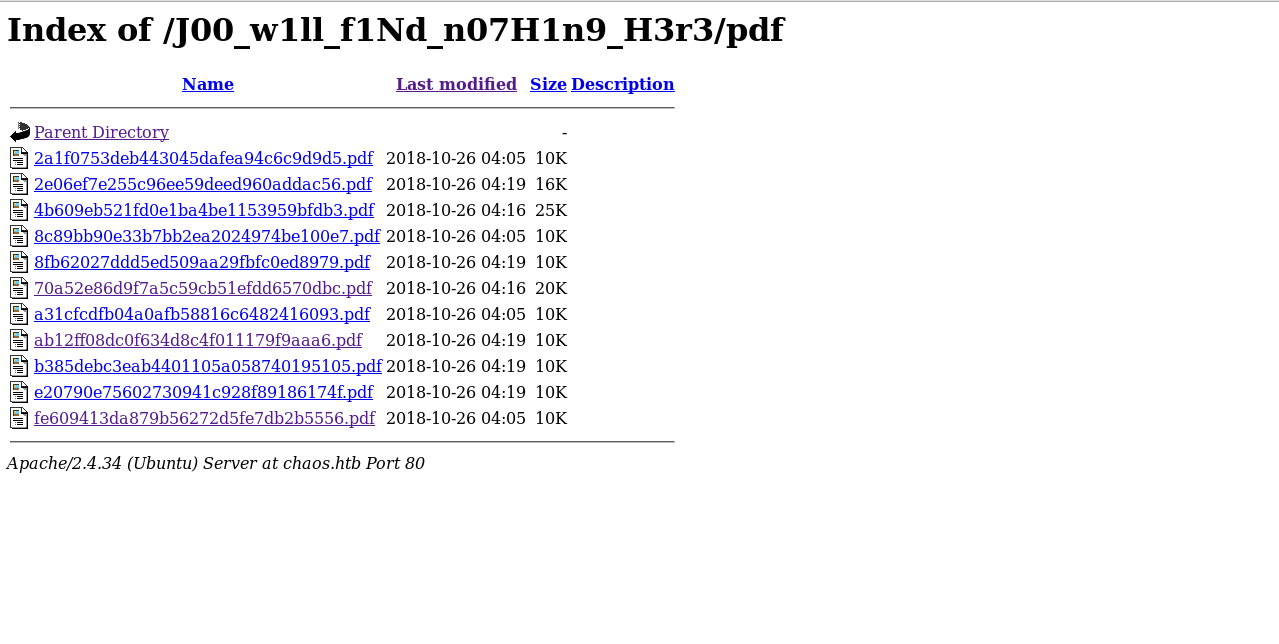 Index of /J00_w1ll_f1Nd_n07H1n9_H3r3/pdf
Name Last modified Size Description
Parent Directory -
2a1f0753deb443045dafea94c6c9d9d5.pdf 2018-10-26 04:05 10K
2e06ef7e255c96ee59deed960addac56.pdf 2018-10-26 04:19 16K
4b609eb521fd0e1ba4be1153959bfdb3.pdf 2018-10-26 04:16 25K
8c89bb90e33b7bb2ea2024974be100e7.pdf 2018-10-26 04:05 10K
8fb62027ddd5ed509aa29fbfc0ed8979.pdf 2018-10-26 04:19 10K
70a52e86d9f7a5c59cb51efdd6570dbc.pdf 2018-10-26 04:16 20K
a31cfcdfb04a0afb58816c6482416093.pdf 2018-10-26 04:05 10K
ab12ff08dc0f634d8c4f011179f9aaa6.pdf 2018-10-26 04:19 10K
b385debc3eab4401105a058740195105.pdf 2018-10-26 04:19 10K
e20790e75602730941c928f89186174f.pdf 2018-10-26 04:19 10K
fe609413da879b56272d5fe7db2b5556.pdf 2018-10-26 04:05 10K
Apache/2.4.34 (Ubuntu) Server at chaos.htb Port 80